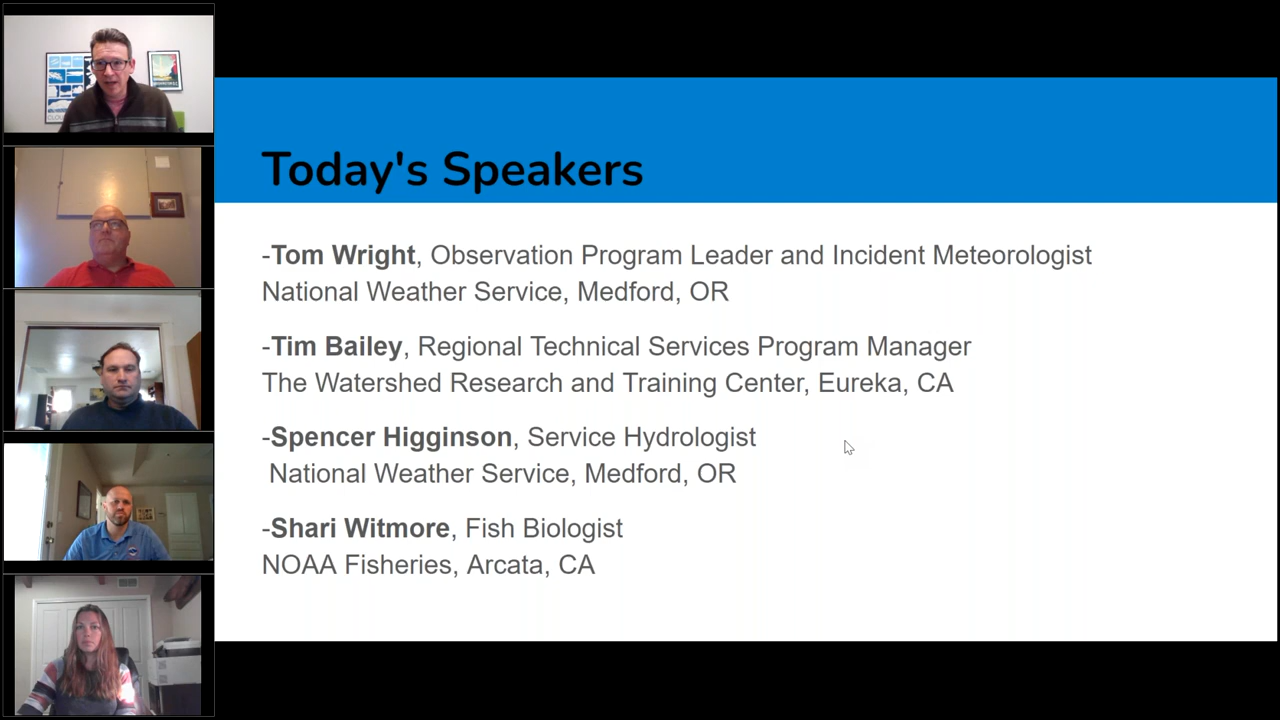 Today's Speakers
-Tom Wright, Observation Program Leader and Incident Meteorologist
National Weather Service, Medford, OR
-Tim Bailey, Regional Technical Services Program Manager
The Watershed Research and Training Center, Eureka, CA
-Spencer Higginson, Service Hydrologist
National Weather Service, Medford, OR
-Shari Witmore, Fish Biologist
NOAA Fisheries, Arcata, CA